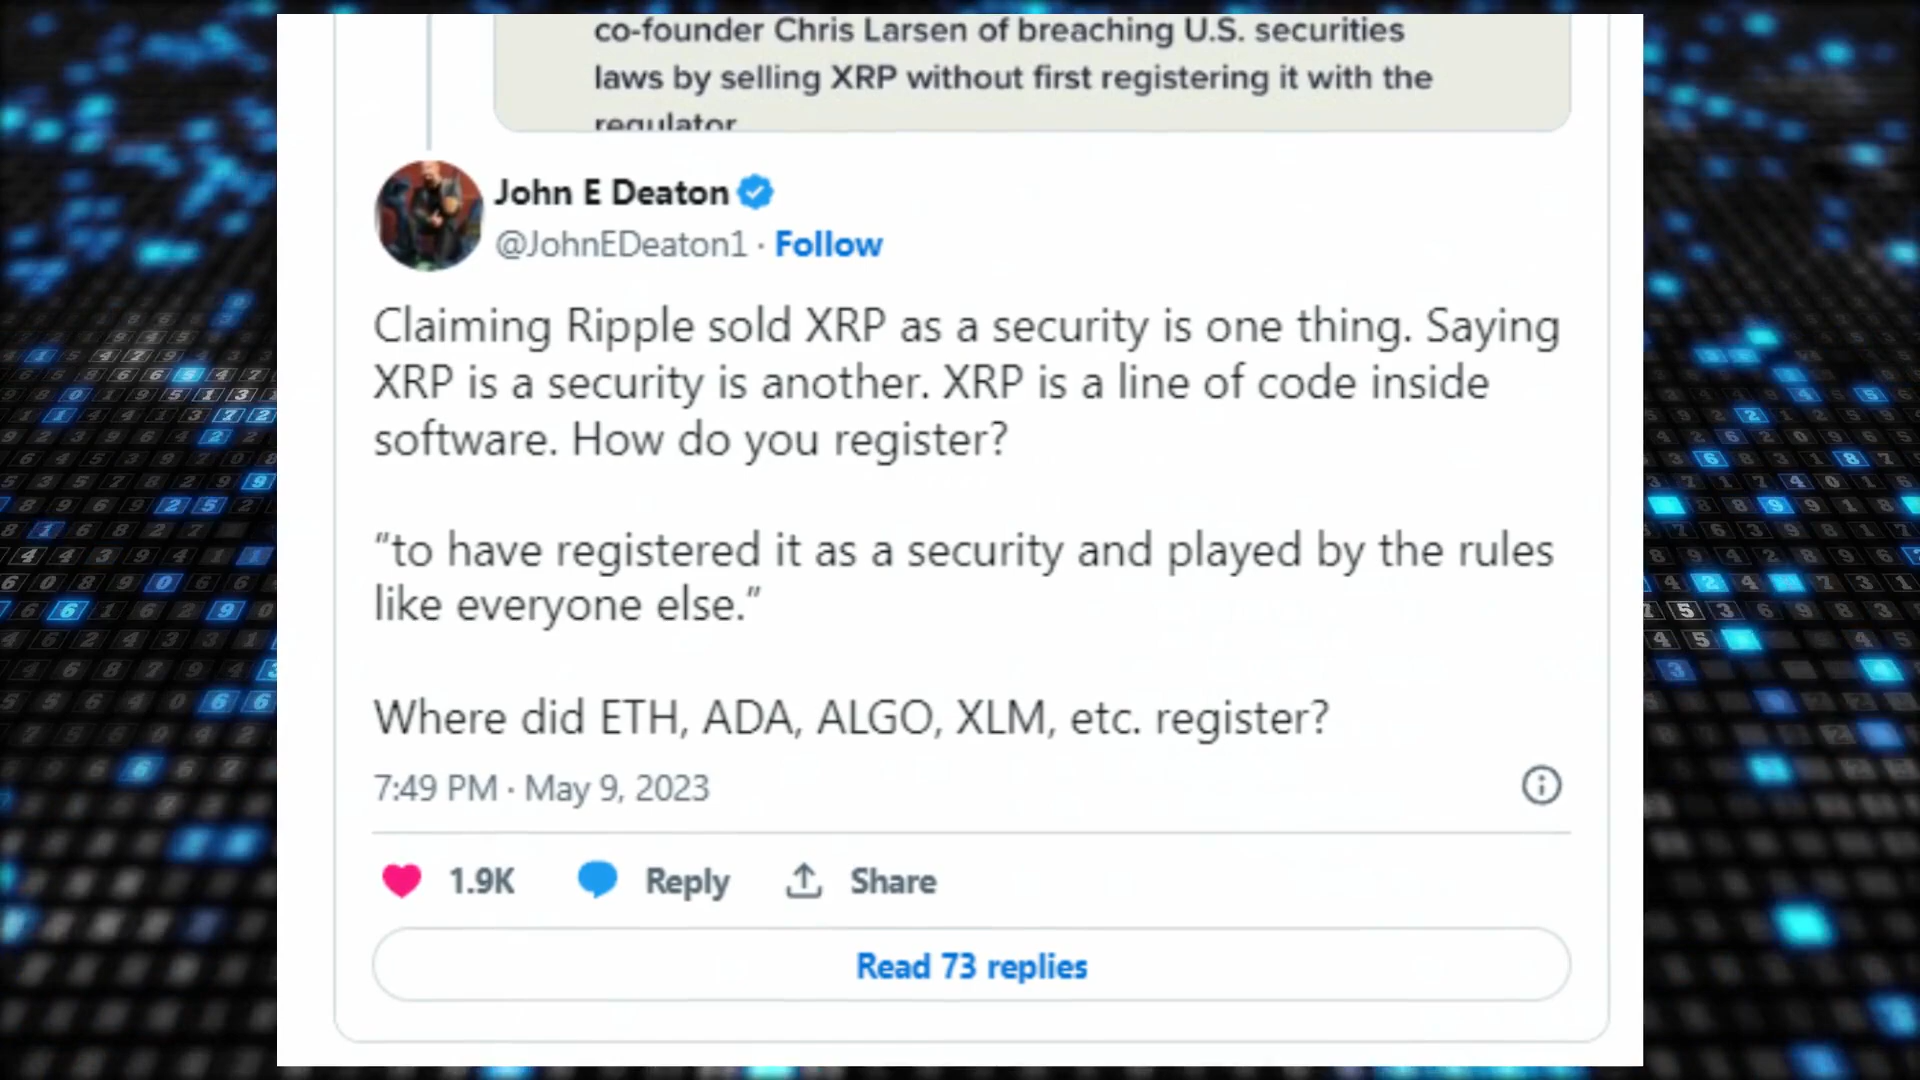 co-founder Chris Larsen of breaching U.S. securities
laws by selling XRP without first registering it with the
regulator
John E Deaton
@JohnEDeaton1 · Follow
Claiming Ripple sold XRP as a security is one thing. Saying
XRP is a security is another. XRP is a line of code inside
software. How do you register?
“to have registered it as a security and played by the rules
like everyone else.”
Where did ETH, ADA, ALGO, XLM, etc. register?
7:49 PM · May 9, 2023
1.9K Reply Share
Read 73 replies